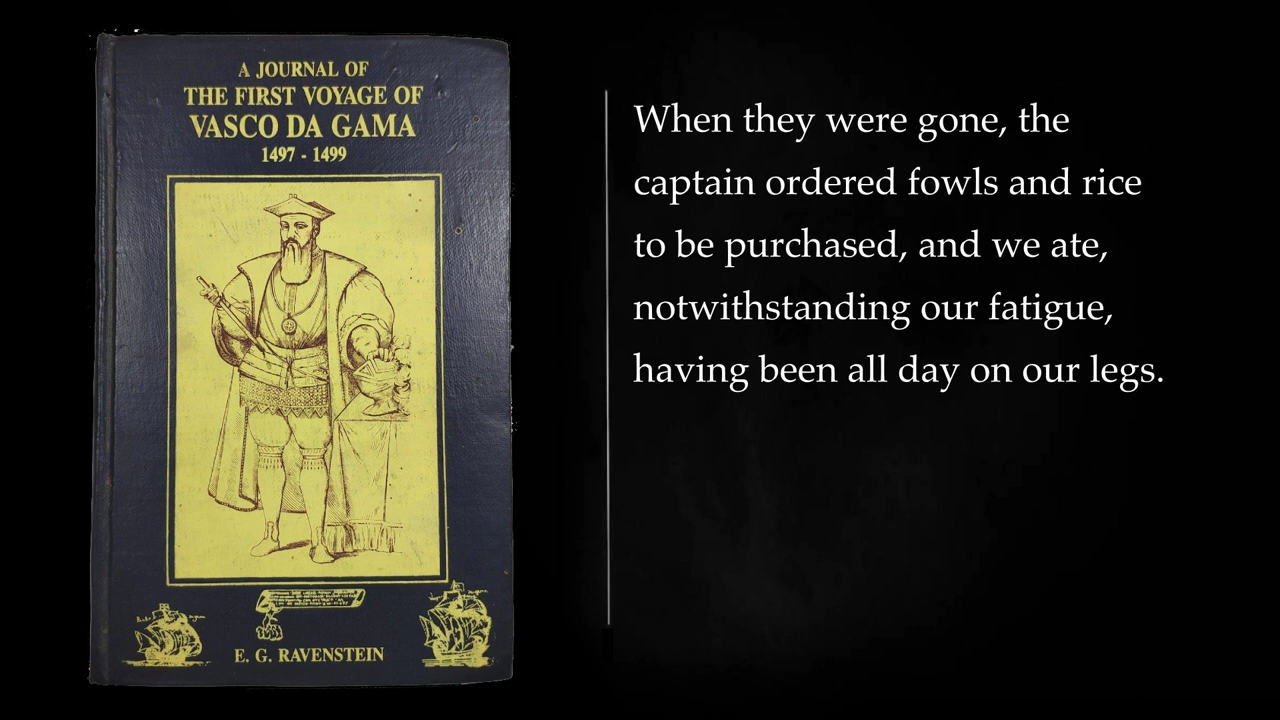 A JOURNAL OF
THE FIRST VOYAGE OF
VASCO DA GAMA
1497 - 1499
E. G. RAVENSTEIN
When they were gone, the
captain ordered fowls and rice
to be purchased, and we ate,
notwithstanding our fatigue,
having been all day on our legs.